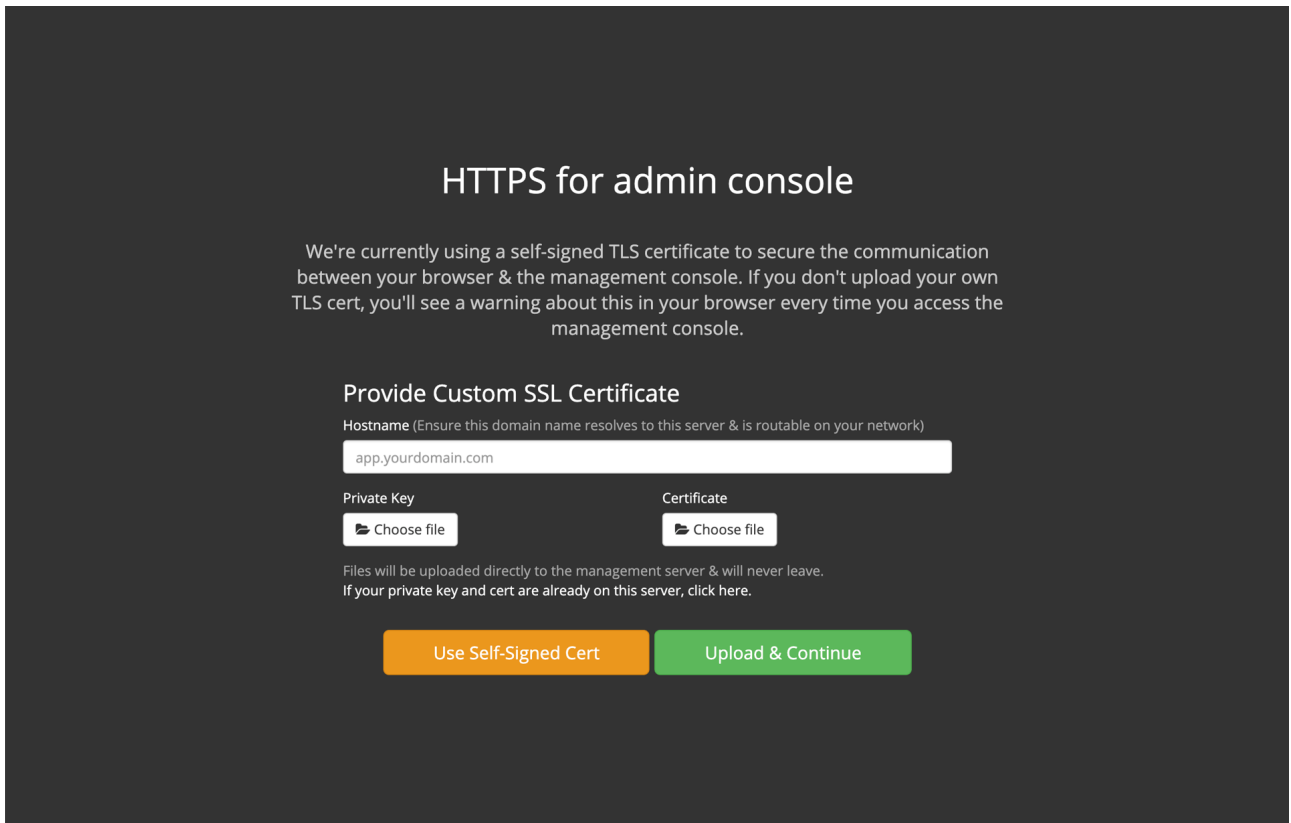 HTTPS for admin console
We're currently using a self-signed TLS certificate to secure the communication
between your browser & the management console. If you don't upload your own
TLS cert, you'll see a warning about this in your browser every time you access the
management console.
Provide Custom SSL Certificate
Hostname (Ensure this domain name resolves to this server & is routable on your network)
app.yourdomain.com
Private Key Certificate
Choose file Choose file
Files will be uploaded directly to the management server & will never leave.
If your private key and cert are already on this server, click here.
Use Self-Signed Cert Upload & Continue